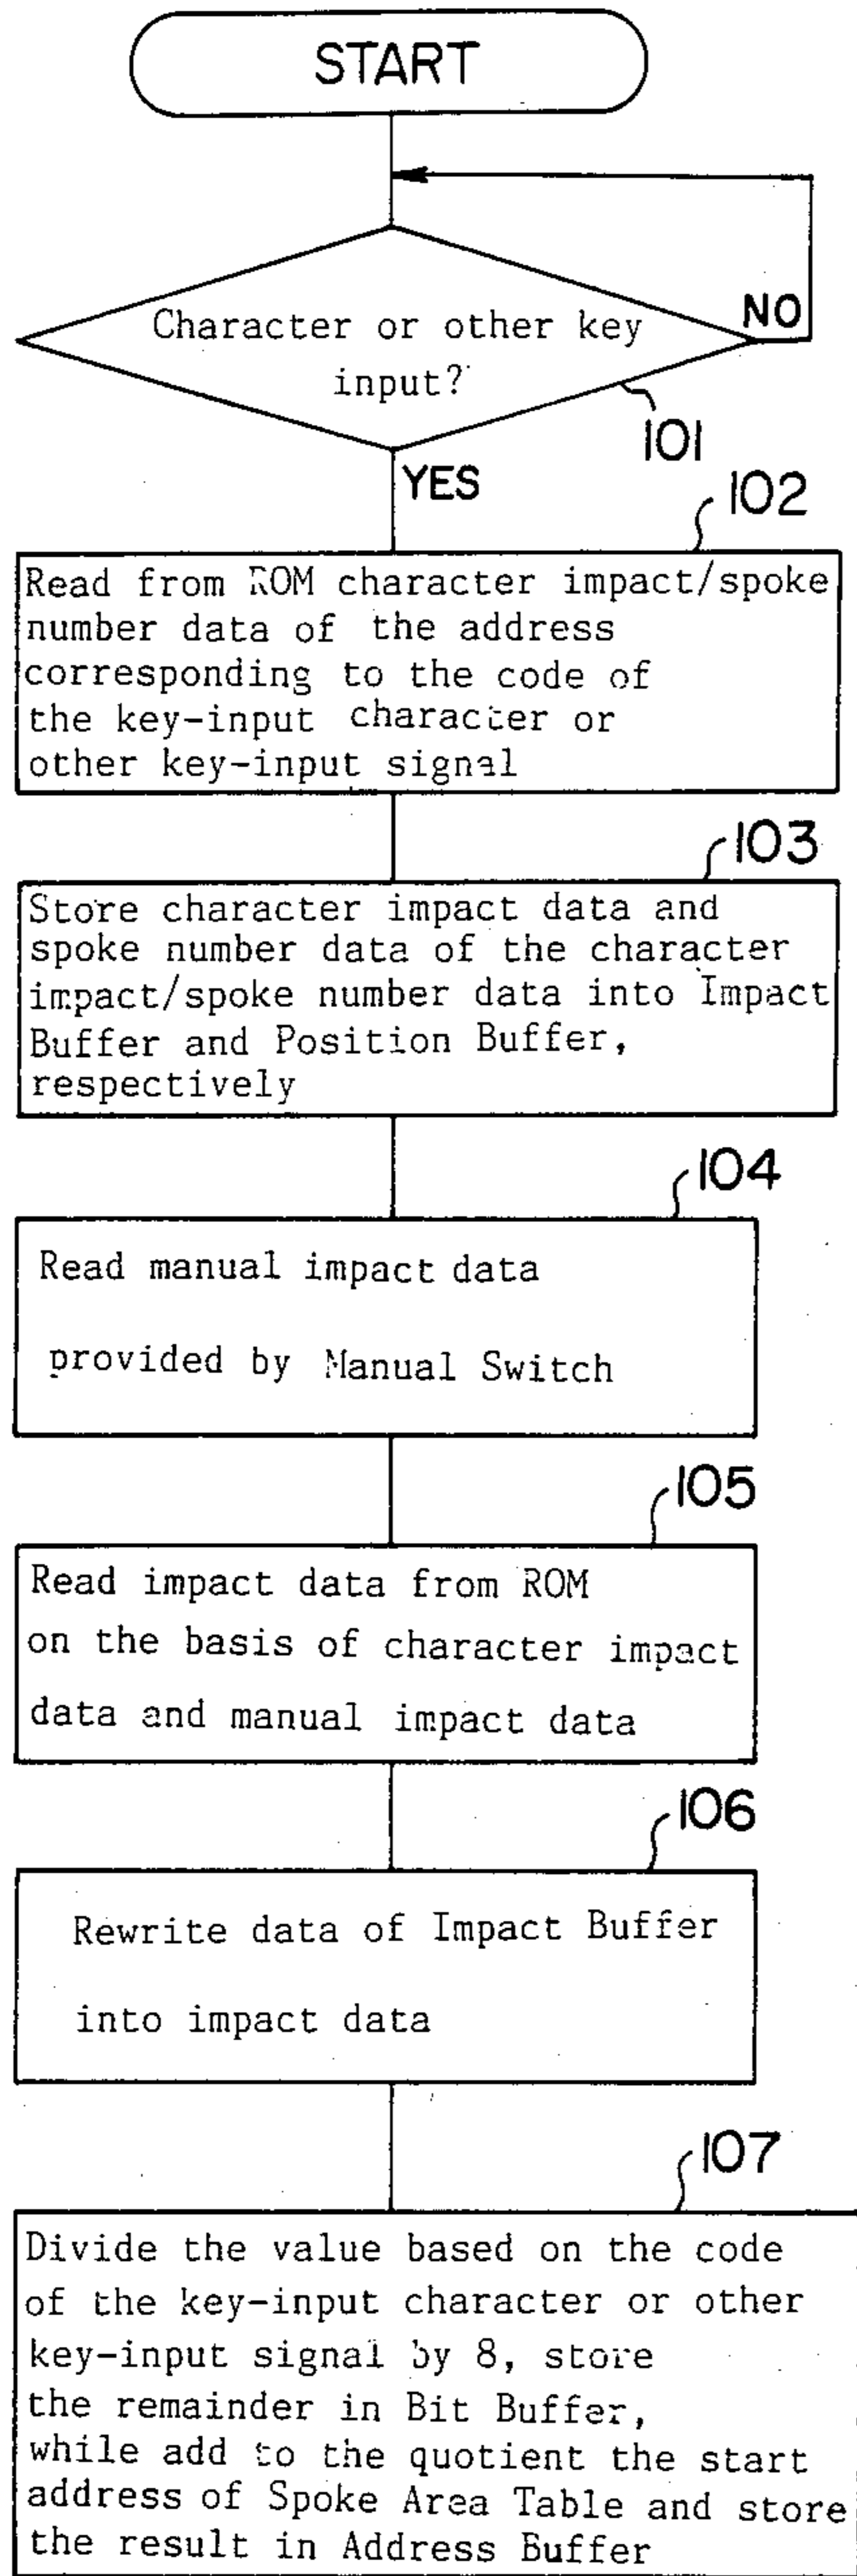 START
Character or other key
input?
NO
101
YES
102
Read from ROM character impact/spoke
number data of the address
corresponding to the code of
the key-input character or
other key-input signal
103
Store character impact data and
spoke number data of the character
impact/spoke number data into Impact
Buffer and Position Buffer,
respectively
104
Read manual impact data
provided by Manual Switch
105
Read impact data from ROM
on the basis of character impact
data and manual impact data
106
Rewrite data of Impact Buffer
into impact data
107
Divide the value based on the code
of the key-input character or other
key-input signal by 8, store
the remainder in Bit Buffer,
while add to the quotient the start
address of Spoke Area Table and store
the result in Address Buffer